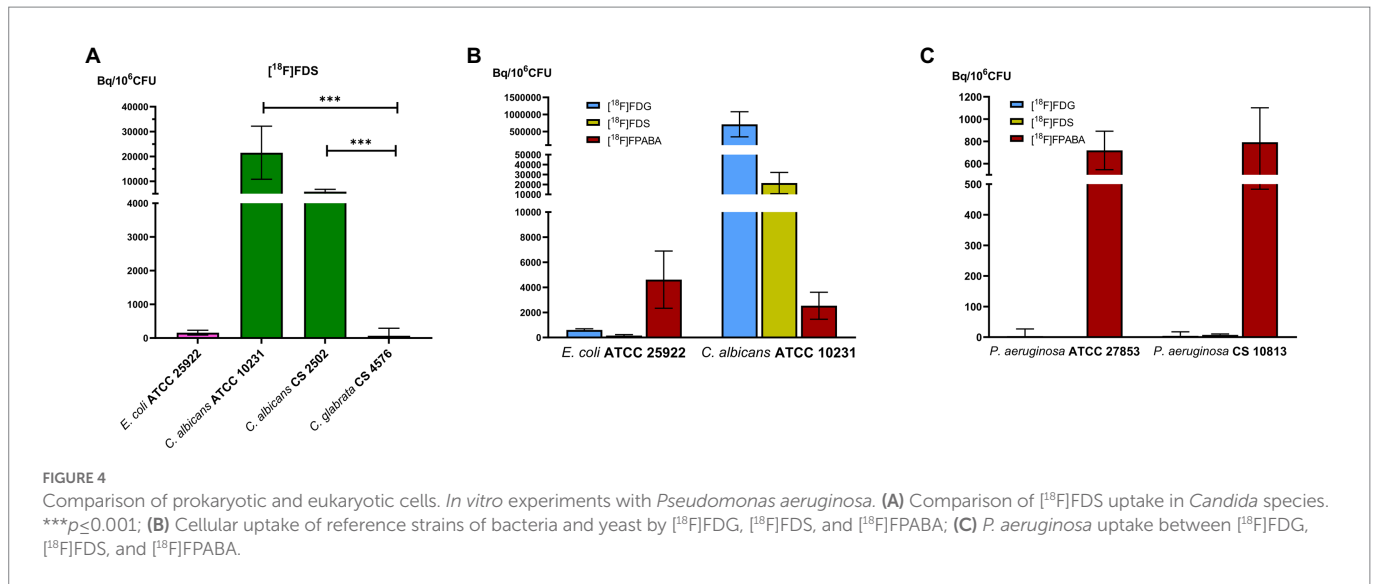 A
[¹⁸F]FDS
Bq/10⁶CFU
***
***
40000
35000
30000
25000
20000
15000
10000
5000
4000
3000
2000
1000
0
E. coli ATCC 25922
C. albicans ATCC 10231
C. albicans CS 2502
C. glabrata CS 4576
B
Bq/10⁶CFU
[¹⁸F]FDG
[¹⁸F]FDS
[¹⁸F]FPABA
1500000
1000000
500000
50000
40000
30000
20000
10000
10000
8000
6000
4000
2000
0
E. coli ATCC 25922
C. albicans ATCC 10231
C
Bq/10⁶CFU
[¹⁸F]FDG
[¹⁸F]FDS
[¹⁸F]FPABA
1200
1000
800
600
500
400
300
200
100
0
P. aeruginosa ATCC 27853
P. aeruginosa CS 10813
FIGURE 4
Comparison of prokaryotic and eukaryotic cells. In vitro experiments with Pseudomonas aeruginosa. (A) Comparison of [¹⁸F]FDS uptake in Candida species.
***p≤0.001; (B) Cellular uptake of reference strains of bacteria and yeast by [¹⁸F]FDG, [¹⁸F]FDS, and [¹⁸F]FPABA; (C) P. aeruginosa uptake between [¹⁸F]FDG,
[¹⁸F]FDS, and [¹⁸F]FPABA.